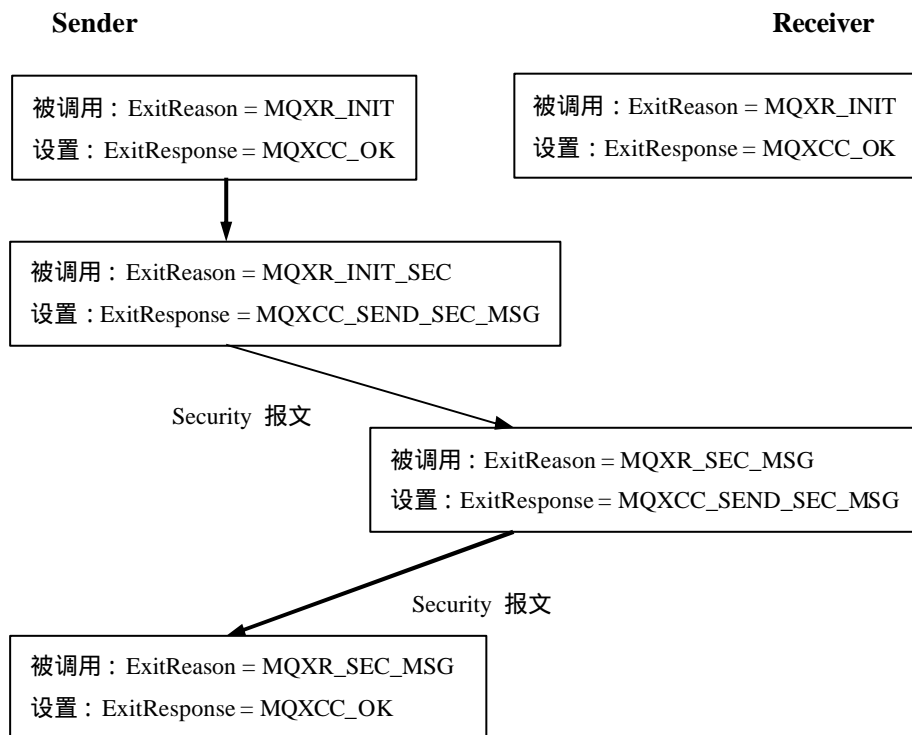 Sender
Receiver
被调用：ExitReason = MQXR_INIT
设置：ExitResponse = MQXCC_OK
被调用：ExitReason = MQXR_INIT
设置：ExitResponse = MQXCC_OK
被调用：ExitReason = MQXR_INIT_SEC
设置：ExitResponse = MQXCC_SEND_SEC_MSG
Security 报文
被调用：ExitReason = MQXR_SEC_MSG
设置：ExitResponse = MQXCC_SEND_SEC_MSG
Security 报文
被调用：ExitReason = MQXR_SEC_MSG
设置：ExitResponse = MQXCC_OK